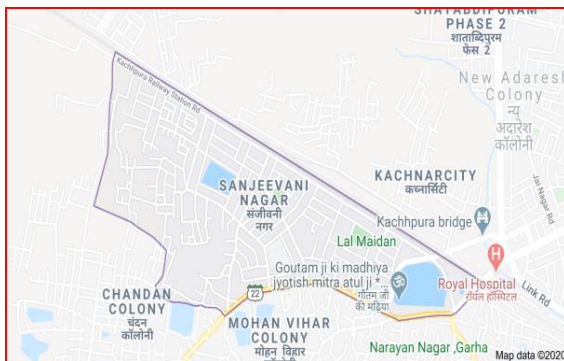 SHATABDIPURAM
PHASE 2
शताब्दिपुरम
फेस 2
New Adaresh
Colony
न्यू
अदारेश
कॉलोनी
Kachhpura Railway Station Rd
KACHNARCITY
कचनारसिटी
SANJEEVANI
NAGAR
संजीवनी
नगर
Jai Nagar Rd
Kachhpura bridge
Lal Maidan
Goutam ji ki madhiya
jyotish mitra atul ji *...
गौतम जी
की मढ़िया
Royal Hospital
रॉयल हॉस्पिटल
Link Rd
22
CHANDAN
COLONY
चंदन
कॉलोनी
MOHAN VIHAR
COLONY
मोहन विहार
Narayan Nagar ,Garha
Map data ©2020